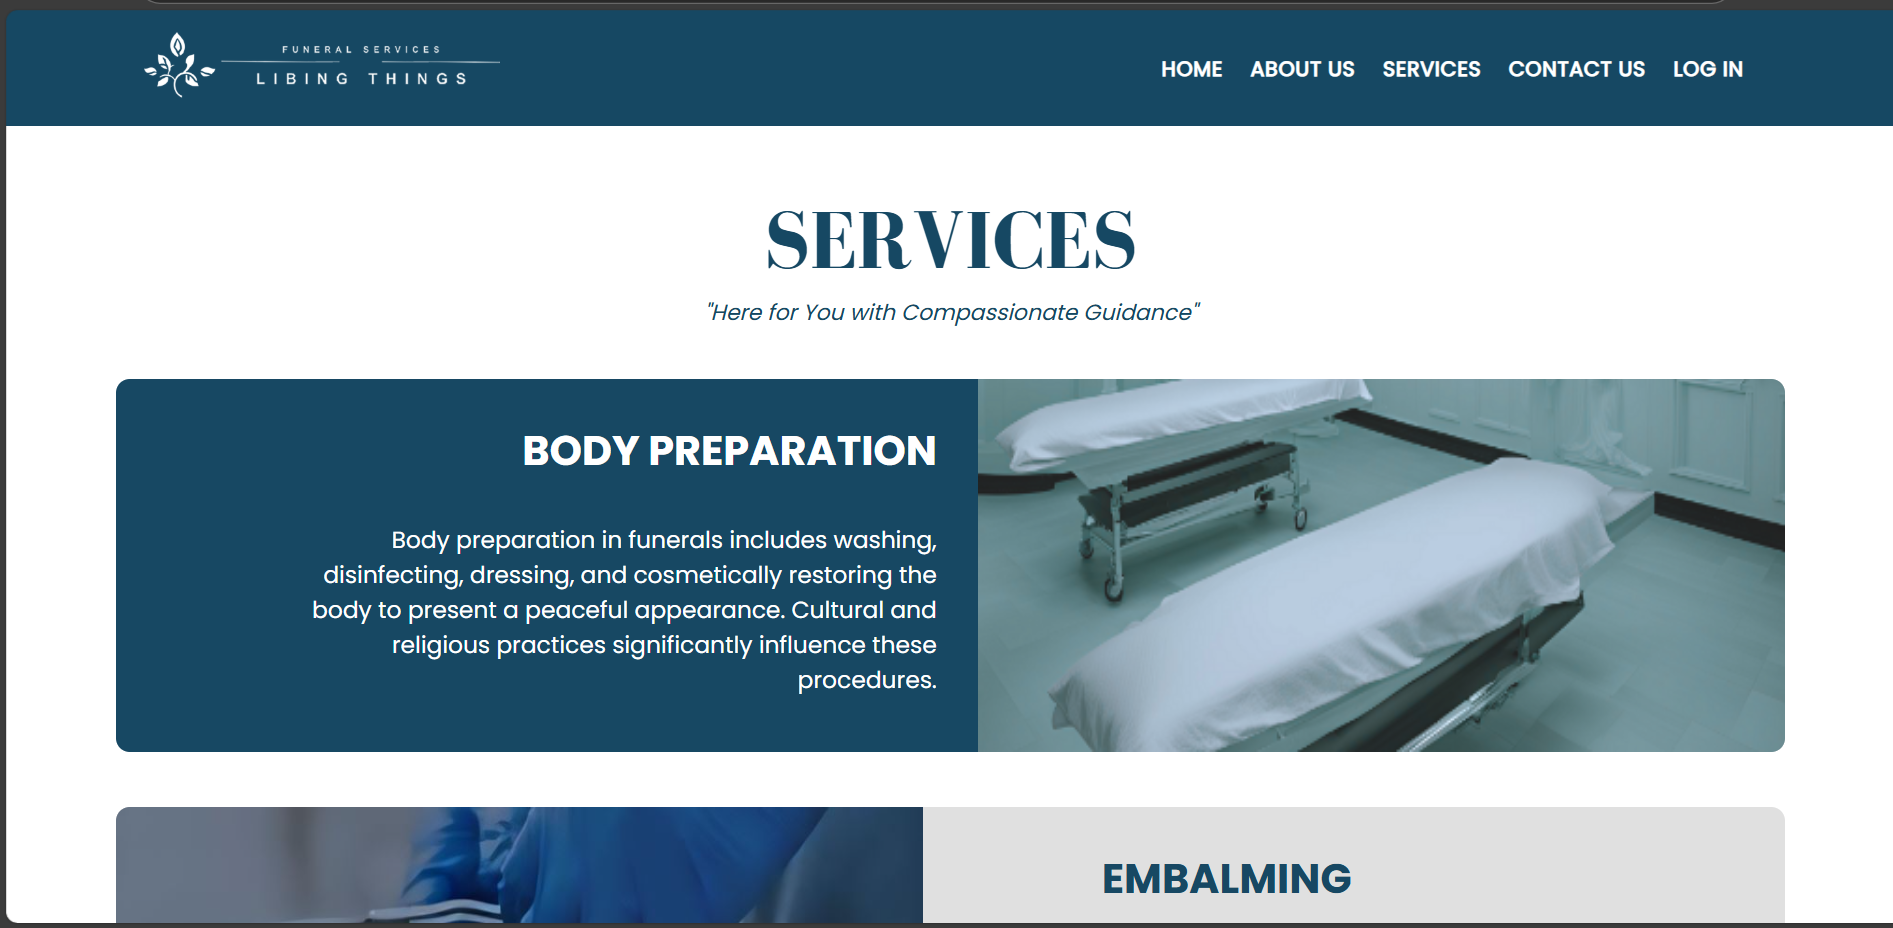 FUNERAL SERVICES
LIBING THINGS
HOME ABOUT US SERVICES CONTACT US LOG IN
SERVICES
"Here for You with Compassionate Guidance"
BODY PREPARATION
Body preparation in funerals includes washing,
disinfecting, dressing, and cosmetically restoring the
body to present a peaceful appearance. Cultural and
religious practices significantly influence these
procedures.
EMBALMING